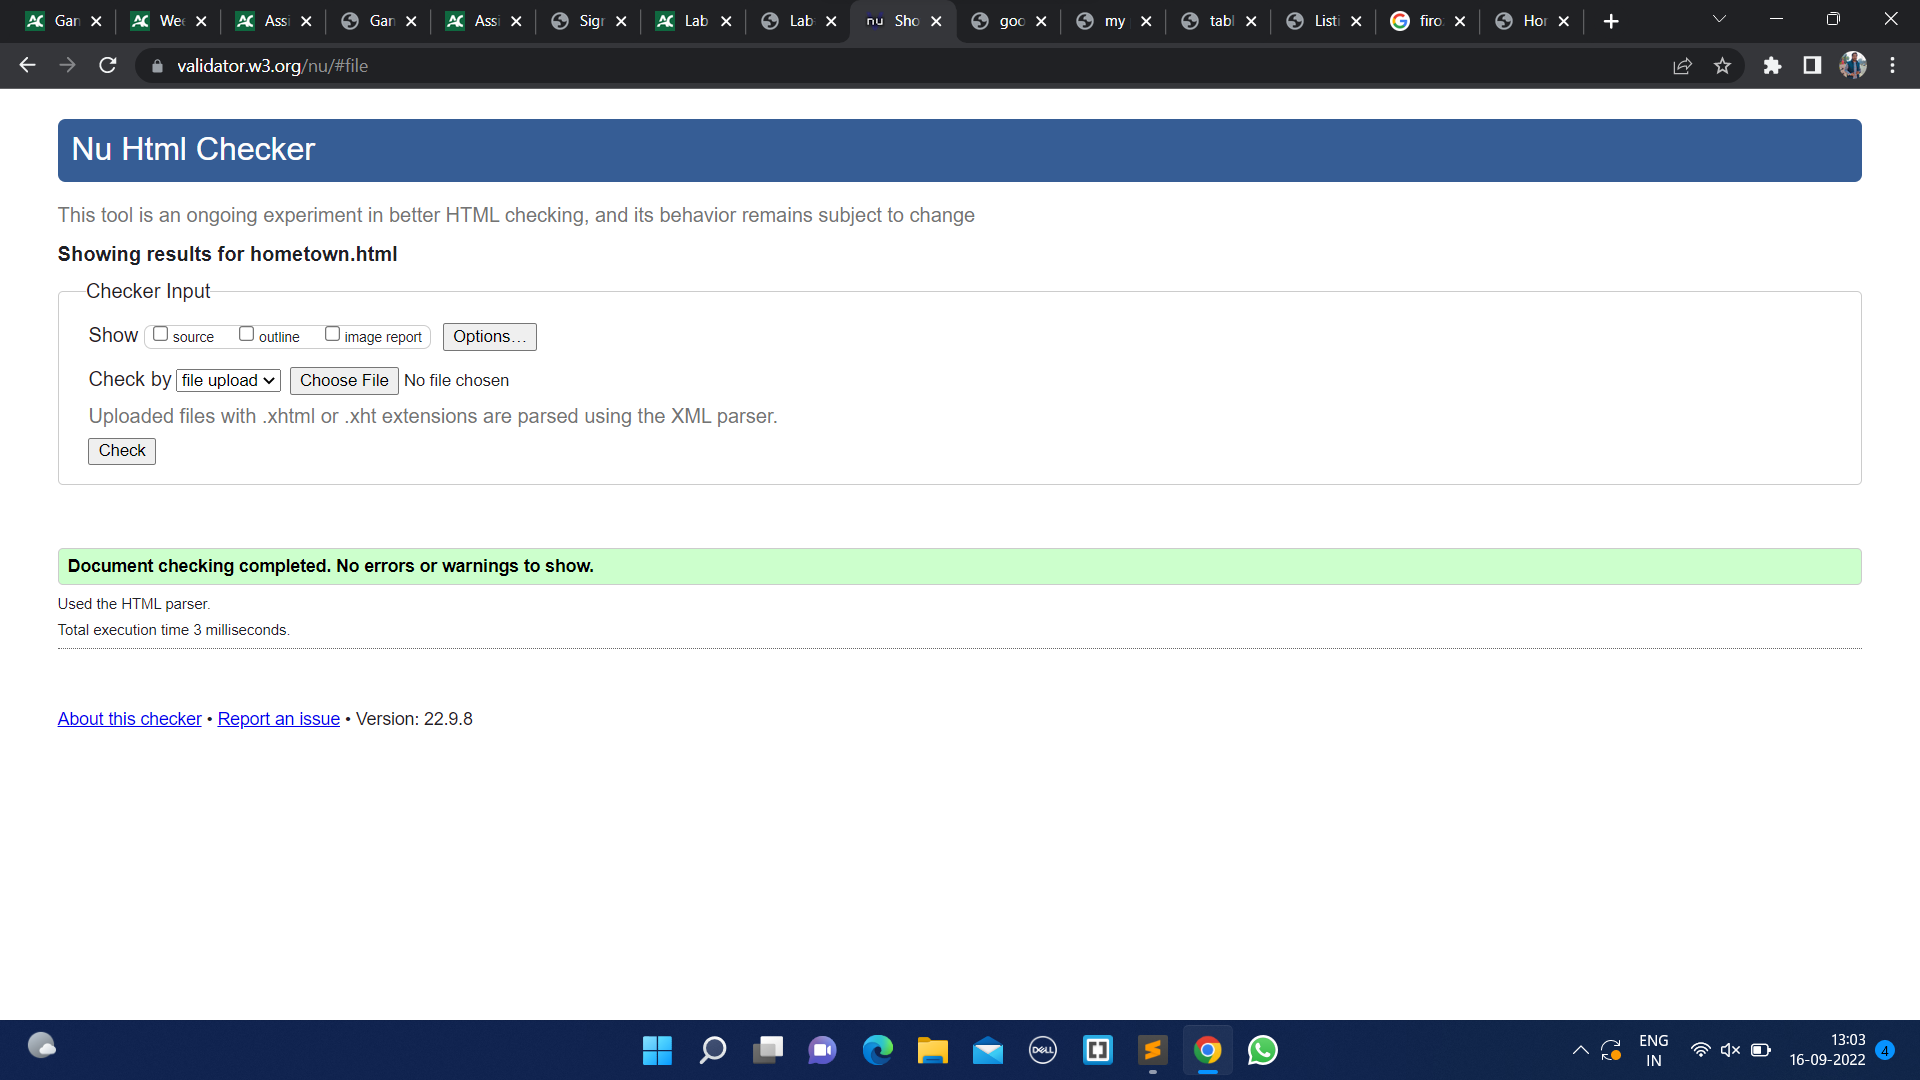 Gan
Wee
Assi
Gan
Assi
Sign
Lab
Lab
nu Sho
goo
my
tabl
Listi
firo
Hor
validator.w3.org/nu/#file
Nu Html Checker
This tool is an ongoing experiment in better HTML checking, and its behavior remains subject to change
Showing results for hometown.html
Checker Input
Show source outline image report Options...
Check by file upload Choose File No file chosen
Uploaded files with .xhtml or .xht extensions are parsed using the XML parser.
Check
Document checking completed. No errors or warnings to show.
Used the HTML parser.
Total execution time 3 milliseconds.
About this checker • Report an issue • Version: 22.9.8
DELL
ENG
IN
13:03
16-09-2022
4